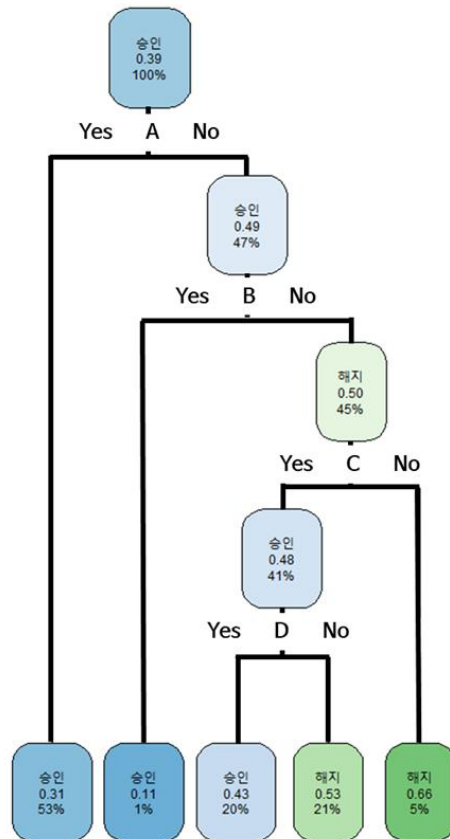 승인
0.39
100%
Yes A No
승인
0.49
47%
Yes B No
해지
0.50
45%
Yes C No
승인
0.48
41%
Yes D No
승인
0.31
53%
승인
0.11
1%
승인
0.43
20%
해지
0.53
21%
해지
0.66
5%